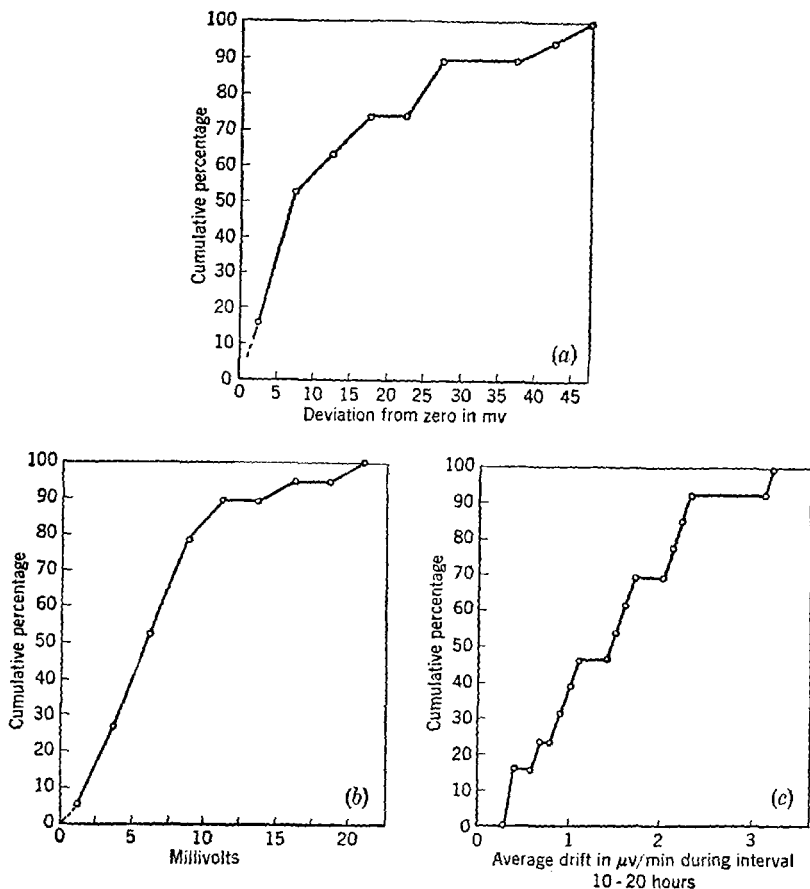 Cumulative percentage
100
90
80
70
60
50
40
30
20
10
0
0 5 10 15 20 25 30 35 40 45
Deviation from zero in mv
(a)
Cumulative percentage
100
90
80
70
60
50
40
30
20
10
0
0 5 10 15 20
Millivolts
(b)
Cumulative percentage
100
90
80
70
60
50
40
30
20
10
0
0 1 2 3
Average drift in μv/min during interval
10 - 20 hours
(c)